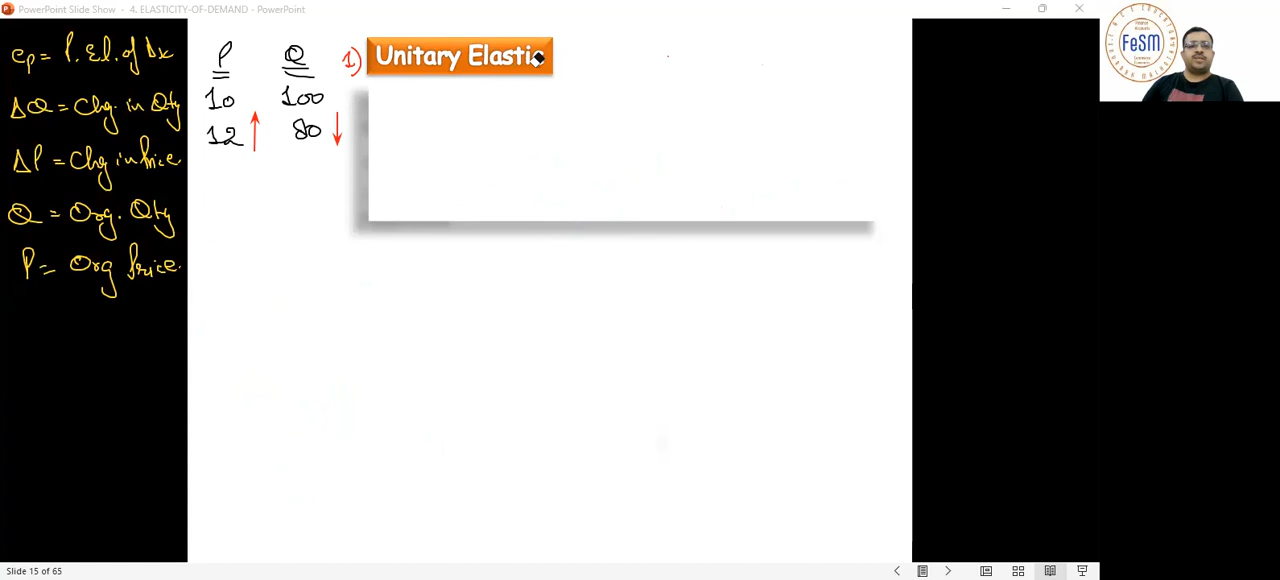 PowerPoint Slide Show - 4. ELASTICITY-OF-DEMAND - PowerPoint
ep = P. El. of Dx
ΔQ = Chg. in Qty
ΔP = Chg in Price
Q = Org. Qty
P = Org Price.
P Q
10 100
12 80
1) Unitary Elastic
FeSM
Slide 15 of 65